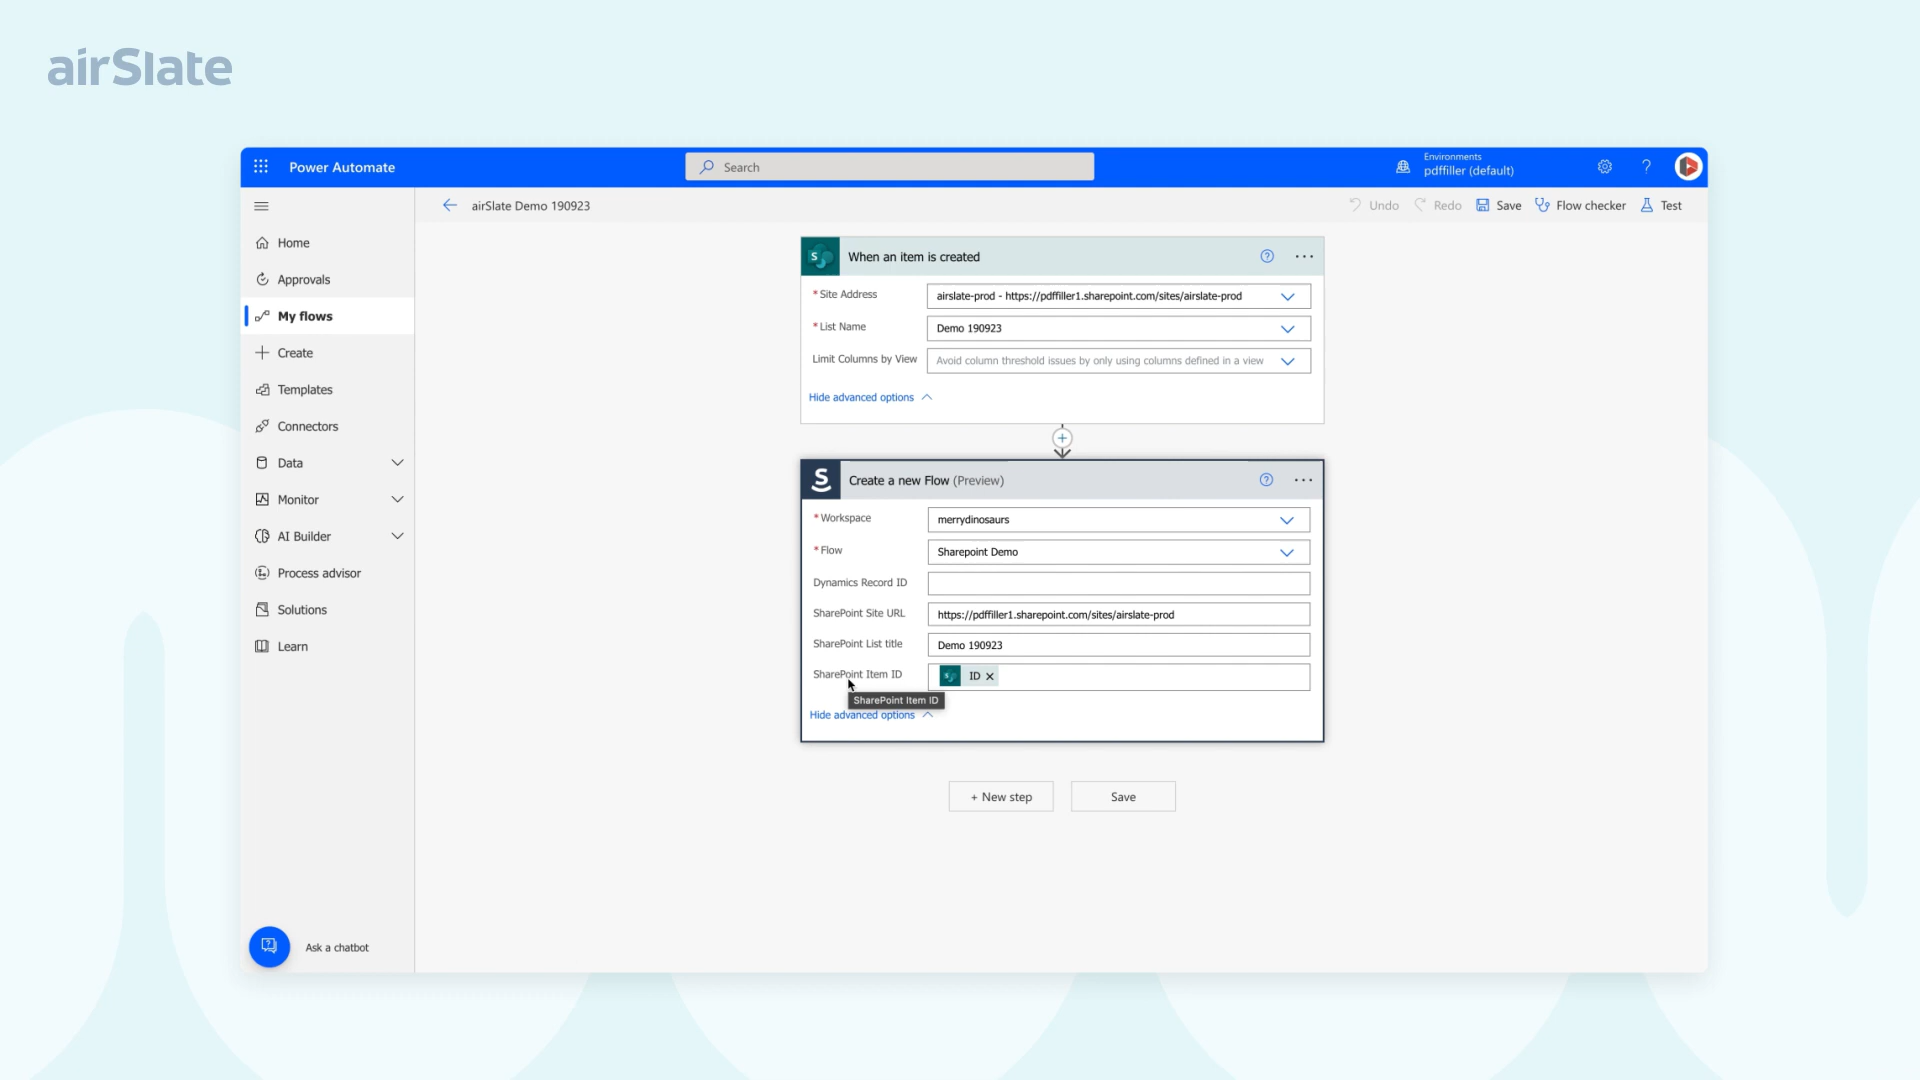 airSlate
Power Automate
Search
Environments
pdffiller (default)
?
airSlate Demo 190923
Undo
Redo
Save
Flow checker
Test
Home
Approvals
My flows
Create
Templates
Connectors
Data
Monitor
AI Builder
Process advisor
Solutions
Learn
Ask a chatbot
S
When an item is created
?
···
* Site Address
airslate-prod - https://pdffiller1.sharepoint.com/sites/airslate-prod
* List Name
Demo 190923
Limit Columns by View
Avoid column threshold issues by only using columns defined in a view
Hide advanced options
+
S
Create a new Flow (Preview)
?
···
* Workspace
merrydinosaurs
* Flow
Sharepoint Demo
Dynamics Record ID
SharePoint Site URL
https://pdffiller1.sharepoint.com/sites/airslate-prod
SharePoint List title
Demo 190923
SharePoint Item ID
ID ×
SharePoint Item ID
Hide advanced options
+ New step
Save